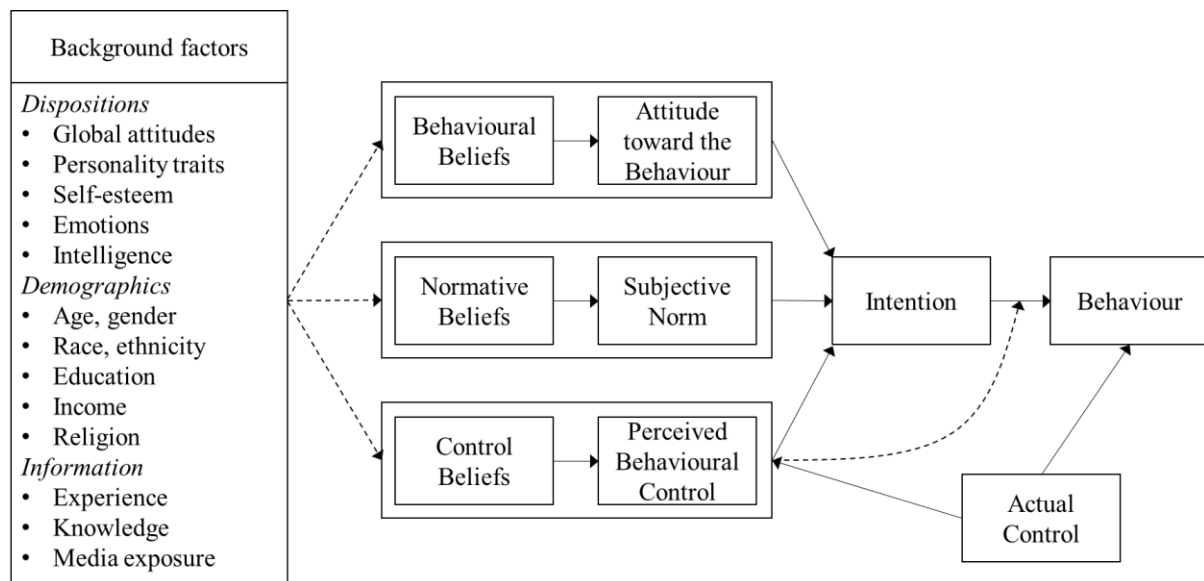 Background factors
Dispositions
• Global attitudes
• Personality traits
• Self-esteem
• Emotions
• Intelligence
Demographics
• Age, gender
• Race, ethnicity
• Education
• Income
• Religion
Information
• Experience
• Knowledge
• Media exposure
Behavioural
Beliefs
Attitude
toward the
Behaviour
Normative
Beliefs
Subjective
Norm
Control
Beliefs
Perceived
Behavioural
Control
Intention
Behaviour
Actual
Control